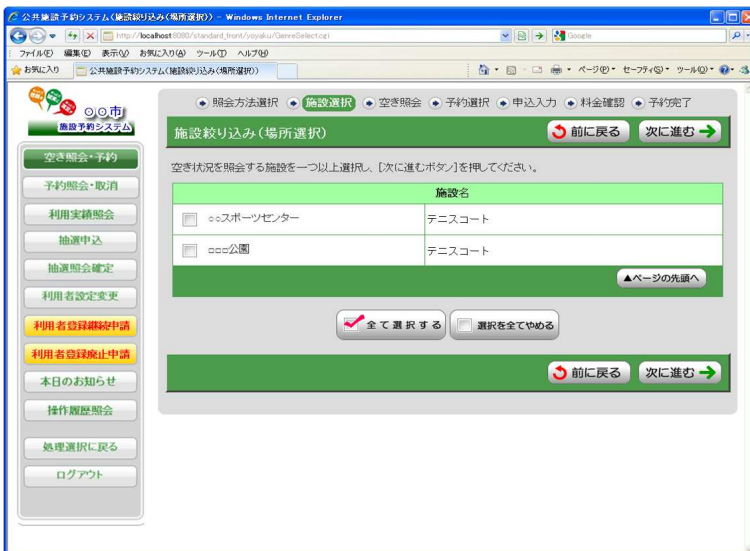 公共施設予約システム(施設絞り込み(場所選択)) - Windows Internet Explorer
http://localhost:8080/standard_front/yoyaku/GenreSelect.cgi
Google
ファイル(F) 編集(E) 表示(V) お気に入り(A) ツール(T) ヘルプ(H)
お気に入り 公共施設予約システム(施設絞り込み(場所選択))
ページ(P) セーフティ(S) ツール(O)
○○市
施設予約システム
照会方法選択 施設選択 空き照会 予約選択 申込入力 料金確認 予約完了
施設絞り込み(場所選択)
前に戻る 次に進む
空き状況を照会する施設を一つ以上選択し、[次に進むボタン]を押してください。
施設名
○○スポーツセンター テニスコート
□□□公園 テニスコート
▲ページの先頭へ
全て選択する 選択を全てやめる
前に戻る 次に進む
空き照会・予約
予約照会・取消
利用実績照会
抽選申込
抽選照会確定
利用者設定変更
利用者登録継続申請
利用者登録廃止申請
本日のお知らせ
操作履歴照会
処理選択に戻る
ログアウト